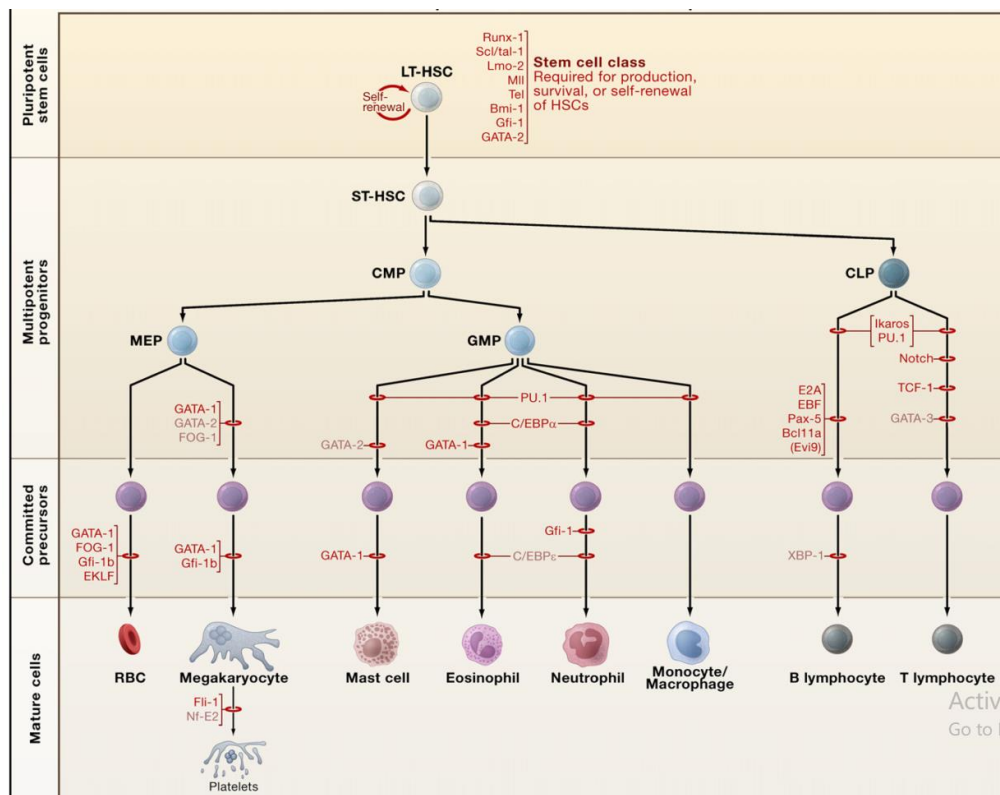 Pluripotent
stem cells
LT-HSC
Self-
renewal
Runx-1
Scl/tal-1
Lmo-2
Mll
Tel
Bmi-1
Gfi-1
GATA-2
Stem cell class
Required for production,
survival, or self-renewal
of HSCs
Multipotent
progenitors
ST-HSC
CMP
CLP
MEP
GMP
Ikaros
PU.1
Notch
GATA-1
GATA-2
FOG-1
PU.1
C/EBPα
GATA-2
GATA-1
E2A
EBF
Pax-5
Bcl11a
(Evi9)
TCF-1
GATA-3
Committed
precursors
GATA-1
FOG-1
Gfi-1b
EKLF
GATA-1
Gfi-1b
GATA-1
Gfi-1
C/EBPε
XBP-1
Mature cells
RBC
Megakaryocyte
Mast cell
Eosinophil
Neutrophil
Monocyte/
Macrophage
B lymphocyte
T lymphocyte
Fli-1
Nf-E2
Platelets
Activ
Go to